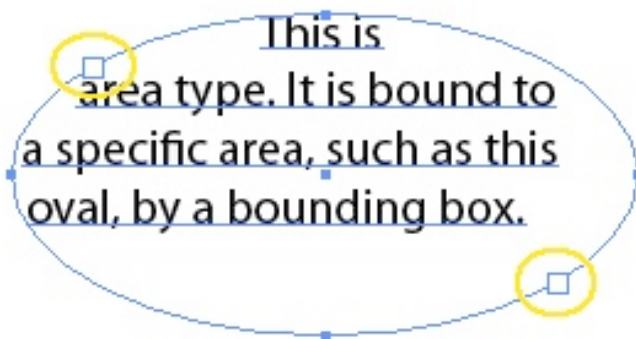 This is
area type. It is bound to
a specific area, such as this
oval, by a bounding box.